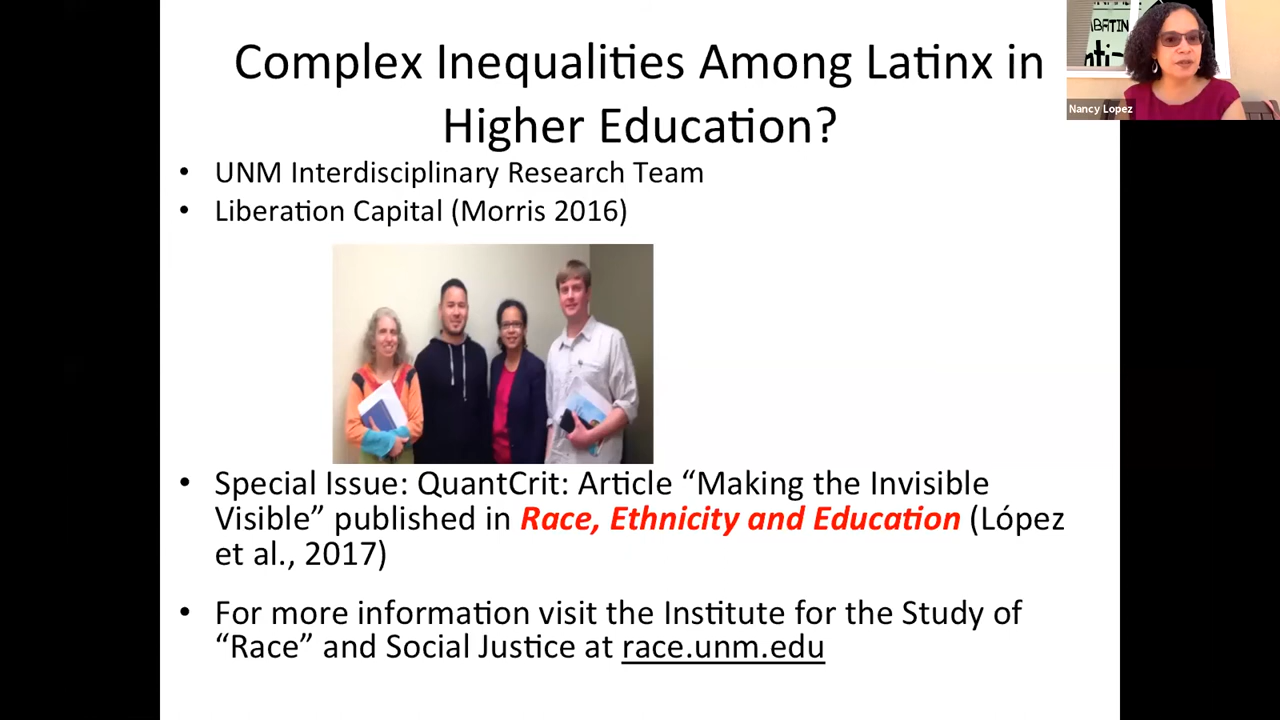 Complex Inequalities Among Latinx in
Higher Education?
• UNM Interdisciplinary Research Team
• Liberation Capital (Morris 2016)
• Special Issue: QuantCrit: Article “Making the Invisible
Visible” published in Race, Ethnicity and Education (López
et al., 2017)
• For more information visit the Institute for the Study of
“Race” and Social Justice at race.unm.edu
Nancy Lopez